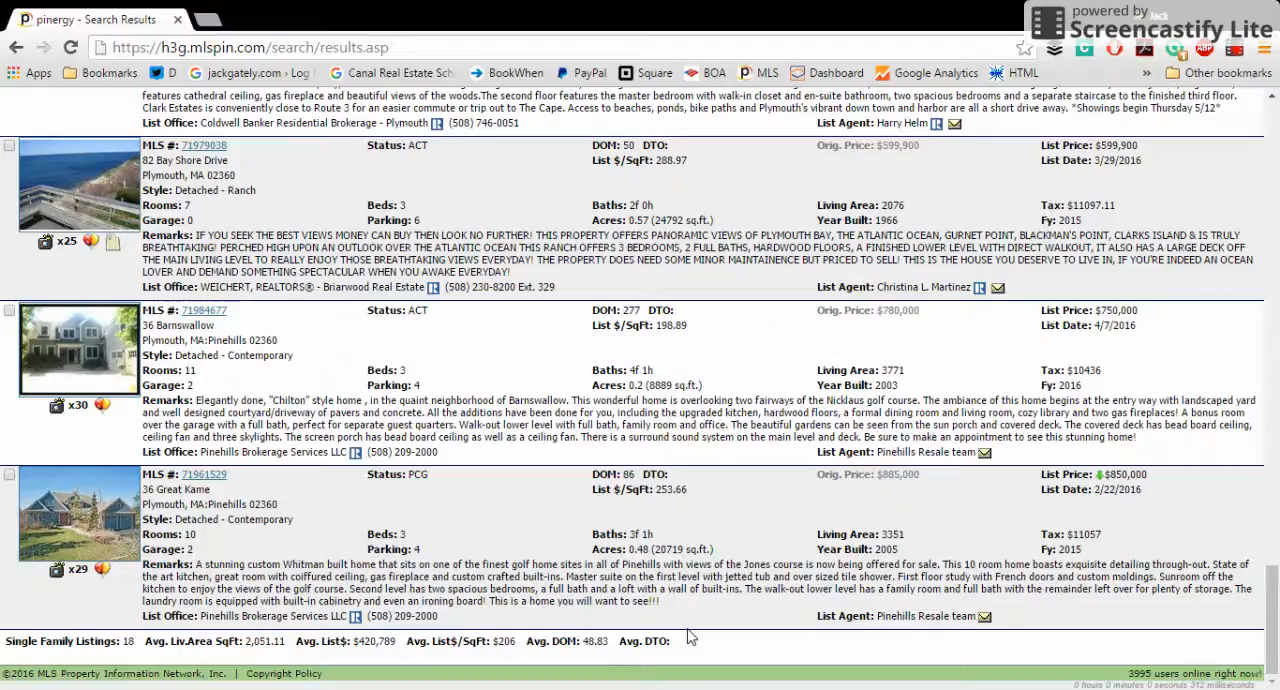 pinergy - Search Results
powered by
Jack
Screencastify Lite
https://h3g.mlspin.com/search/results.asp
Apps Bookmarks D jackgately.com › Log Canal Real Estate Sch BookWhen PayPal Square BOA MLS Dashboard Google Analytics HTML » Other bookmarks
features cathedral ceiling, gas fireplace and beautiful views of the woods.The second floor features the master bedroom with walk-in closet and en-suite bathroom, two spacious bedrooms and a separate staircase to the finished third floor.
Clark Estates is conveniently close to Route 3 for an easier commute or trip out to The Cape. Access to beaches, ponds, bike paths and Plymouth's vibrant down town and harbor are all a short drive away. *Showings begin Thursday 5/12*
List Office: Coldwell Banker Residential Brokerage - Plymouth (508) 746-0051 List Agent: Harry Helm
MLS #: 71979038 Status: ACT DOM: 50 DTO: Orig. Price: $599,900 List Price: $599,900
82 Bay Shore Drive List $/SqFt: 288.97 List Date: 3/29/2016
Plymouth, MA 02360
Style: Detached - Ranch
Rooms: 7 Beds: 3 Baths: 2f 0h Living Area: 2076 Tax: $11097.11
Garage: 0 Parking: 6 Acres: 0.57 (24792 sq.ft.) Year Built: 1966 Fy: 2015
x25 Remarks: IF YOU SEEK THE BEST VIEWS MONEY CAN BUY THEN LOOK NO FURTHER! THIS PROPERTY OFFERS PANORAMIC VIEWS OF PLYMOUTH BAY, THE ATLANTIC OCEAN, GURNET POINT, BLACKMAN'S POINT, CLARKS ISLAND & IS TRULY
BREATHTAKING! PERCHED HIGH UPON AN OUTLOOK OVER THE ATLANTIC OCEAN THIS RANCH OFFERS 3 BEDROOMS, 2 FULL BATHS, HARDWOOD FLOORS, A FINISHED LOWER LEVEL WITH DIRECT WALKOUT, IT ALSO HAS A LARGE DECK OFF
THE MAIN LIVING LEVEL TO REALLY ENJOY THOSE BREATHTAKING VIEWS EVERYDAY! THE PROPERTY DOES NEED SOME MINOR MAINTAINENCE BUT PRICED TO SELL! THIS IS THE HOUSE YOU DESERVE TO LIVE IN, IF YOU'RE INDEED AN OCEAN
LOVER AND DEMAND SOMETHING SPECTACULAR WHEN YOU AWAKE EVERYDAY!
List Office: WEICHERT, REALTORS® - Briarwood Real Estate (508) 230-8200 Ext. 329 List Agent: Christina L. Martinez
MLS #: 71984677 Status: ACT DOM: 277 DTO: Orig. Price: $780,000 List Price: $750,000
36 Barnswallow List $/SqFt: 198.89 List Date: 4/7/2016
Plymouth, MA:Pinehills 02360
Style: Detached - Contemporary
Rooms: 11 Beds: 3 Baths: 4f 1h Living Area: 3771 Tax: $10436
Garage: 2 Parking: 4 Acres: 0.2 (8889 sq.ft.) Year Built: 2003 Fy: 2016
x30 Remarks: Elegantly done, "Chilton" style home , in the quaint neighborhood of Barnswallow. This wonderful home is overlooking two fairways of the Nicklaus golf course. The ambiance of this home begins at the entry way with landscaped yard
and well designed courtyard/driveway of pavers and concrete. All the additions have been done for you, including the upgraded kitchen, hardwood floors, a formal dining room and living room, cozy library and two gas fireplaces! A bonus room
over the garage with a full bath, perfect for separate guest quarters. Walk-out lower level with full bath, family room and office. The beautiful gardens can be seen from the sun porch and covered deck. The covered deck has bead board ceiling,
ceiling fan and three skylights. The screen porch has bead board ceiling as well as a ceiling fan. There is a surround sound system on the main level and deck. Be sure to make an appointment to see this stunning home!
List Office: Pinehills Brokerage Services LLC (508) 209-2000 List Agent: Pinehills Resale team
MLS #: 71961529 Status: PCG DOM: 86 DTO: Orig. Price: $885,000 List Price: $850,000
36 Great Kame List $/SqFt: 253.66 List Date: 2/22/2016
Plymouth, MA:Pinehills 02360
Style: Detached - Contemporary
Rooms: 10 Beds: 3 Baths: 3f 1h Living Area: 3351 Tax: $11057
Garage: 2 Parking: 4 Acres: 0.48 (20719 sq.ft.) Year Built: 2005 Fy: 2015
x29 Remarks: A stunning custom Whitman built home that sits on one of the finest golf home sites in all of Pinehills with views of the Jones course is now being offered for sale. This 10 room home boasts exquisite detailing through-out. State of
the art kitchen, great room with coiffured ceiling, gas fireplace and custom crafted built-ins. Master suite on the first level with jetted tub and over sized tile shower. First floor study with French doors and custom moldings. Sunroom off the
kitchen to enjoy the views of the golf course. Second level has two spacious bedrooms, a full bath and a loft with a wall of built-ins. The walk-out lower level has a family room and full bath with the remainder left over for plenty of storage. The
laundry room is equipped with built-in cabinetry and even an ironing board! This is a home you will want to see!!!
List Office: Pinehills Brokerage Services LLC (508) 209-2000 List Agent: Pinehills Resale team
Single Family Listings: 18 Avg. Liv.Area SqFt: 2,051.11 Avg. List$: $420,789 Avg. List$/SqFt: $206 Avg. DOM: 48.83 Avg. DTO:
©2016 MLS Property Information Network, Inc. | Copyright Policy 3995 users online right now!
0 hours 0 minutes 0 seconds 312 milliseconds